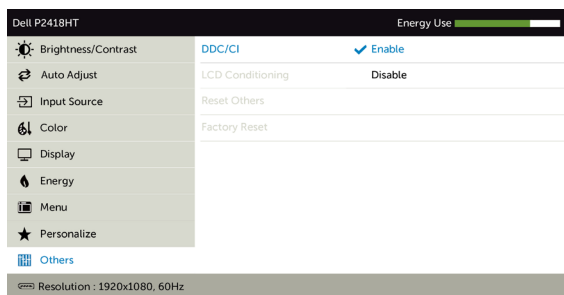 Dell P2418HT
Energy Use
Brightness/Contrast
DDC/CI
Enable
Auto Adjust
LCD Conditioning
Disable
Input Source
Reset Others
Color
Factory Reset
Display
Energy
Menu
Personalize
Others
Resolution : 1920x1080, 60Hz